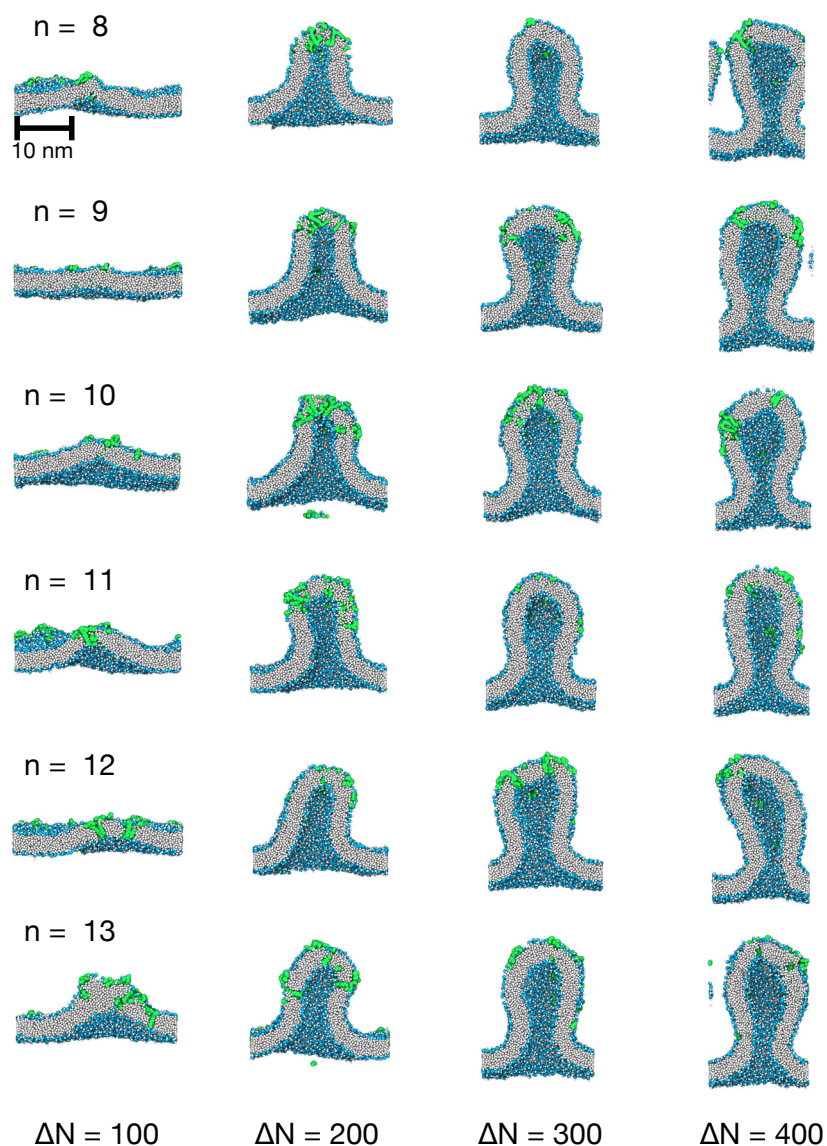 n = 8
10 nm
n = 9
n = 10
n = 11
n = 12
n = 13
ΔN = 100 ΔN = 200 ΔN = 300 ΔN = 400